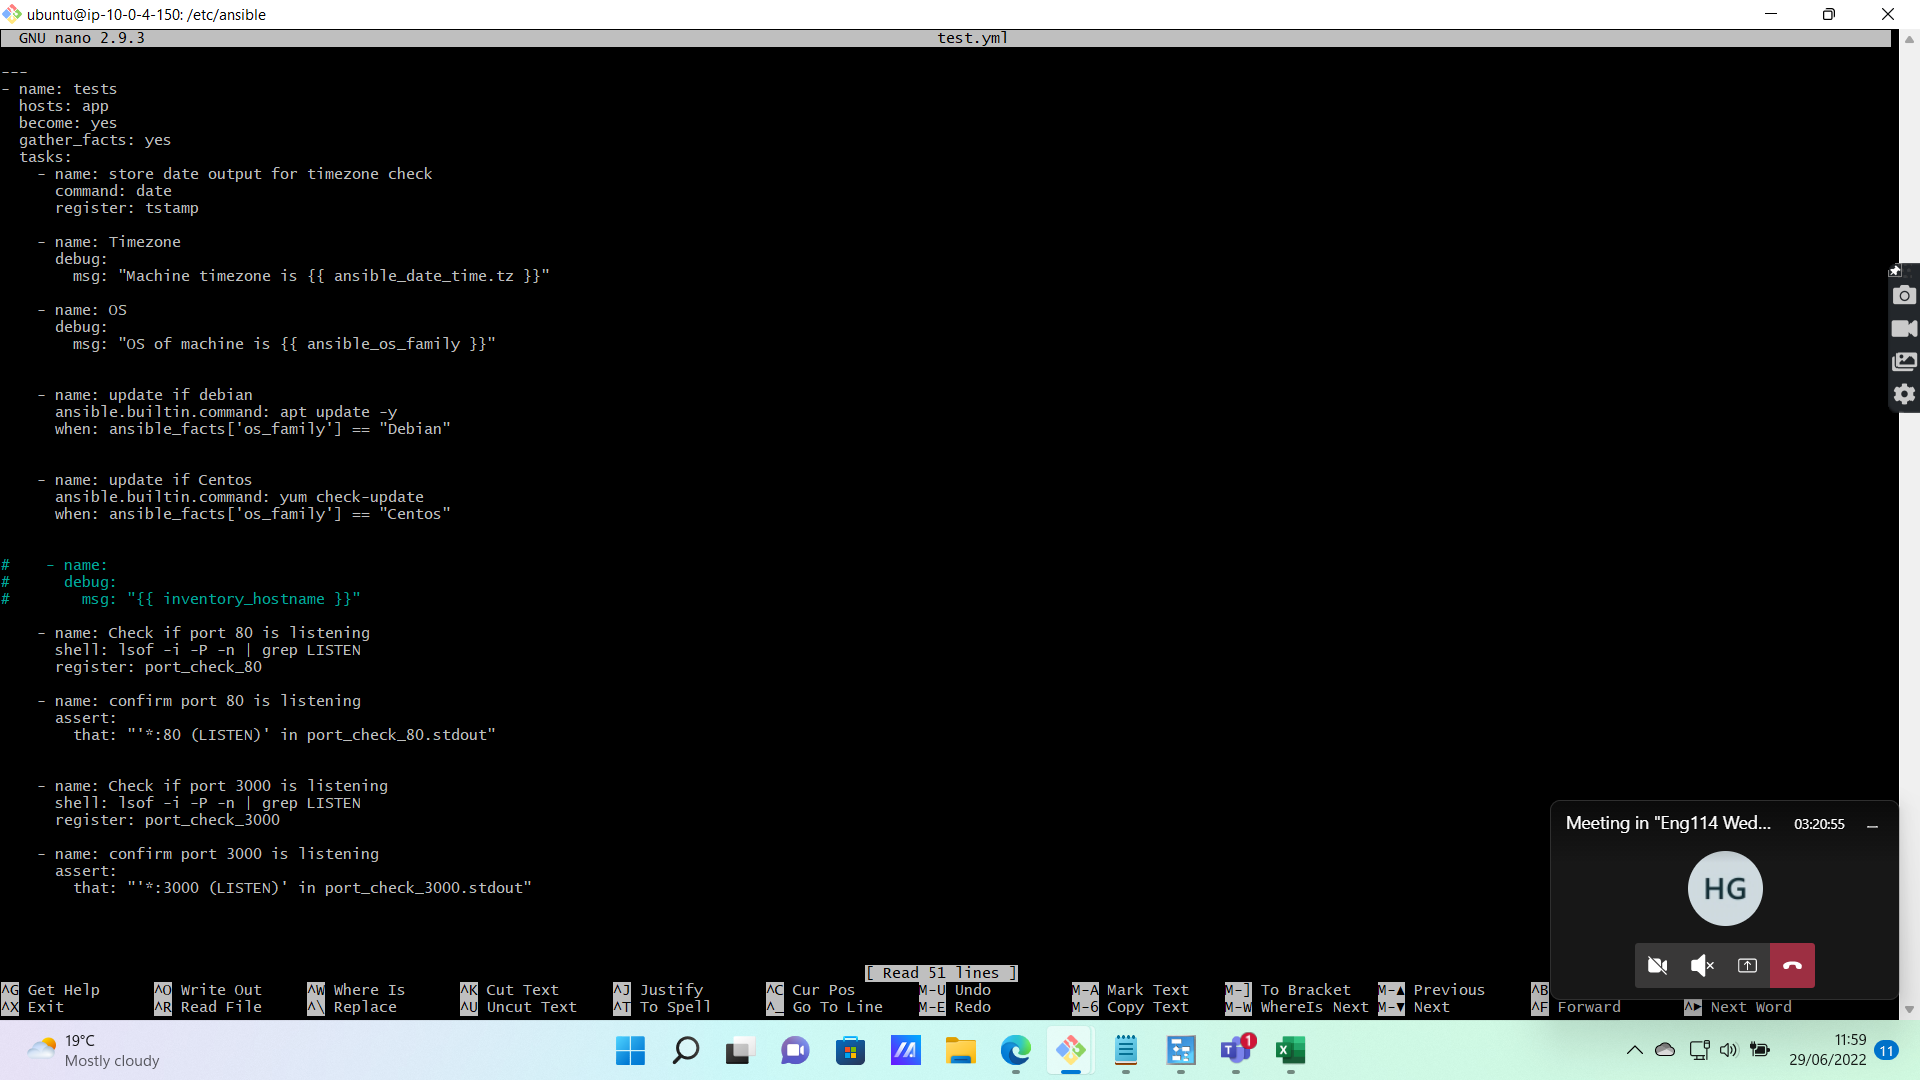 ubuntu@ip-10-0-4-150: /etc/ansible
GNU nano 2.9.3 test.yml
---
- name: tests
  hosts: app
  become: yes
  gather_facts: yes
  tasks:
    - name: store date output for timezone check
      command: date
      register: tstamp
    - name: Timezone
      debug:
        msg: "Machine timezone is {{ ansible_date_time.tz }}"
    - name: OS
      debug:
        msg: "OS of machine is {{ ansible_os_family }}"
    - name: update if debian
      ansible.builtin.command: apt update -y
      when: ansible_facts['os_family'] == "Debian"
    - name: update if Centos
      ansible.builtin.command: yum check-update
      when: ansible_facts['os_family'] == "Centos"
#    - name:
#      debug:
#        msg: "{{ inventory_hostname }}"
    - name: Check if port 80 is listening
      shell: lsof -i -P -n | grep LISTEN
      register: port_check_80
    - name: confirm port 80 is listening
      assert:
        that: "'*:80 (LISTEN)' in port_check_80.stdout"
    - name: Check if port 3000 is listening
      shell: lsof -i -P -n | grep LISTEN
      register: port_check_3000
    - name: confirm port 3000 is listening
      assert:
        that: "'*:3000 (LISTEN)' in port_check_3000.stdout"
Meeting in "Eng114 Wed... 03:20:55
HG
[ Read 51 lines ]
^G Get Help ^O Write Out ^W Where Is ^K Cut Text ^J Justify ^C Cur Pos M-U Undo M-A Mark Text M-] To Bracket M-▲ Previous ^B
^X Exit ^R Read File ^\ Replace ^U Uncut Text ^T To Spell ^_ Go To Line M-E Redo M-6 Copy Text M-W WhereIs Next M-▼ Next ^F Forward ^► Next Word
19°C
Mostly cloudy
1
11:59
29/06/2022
11